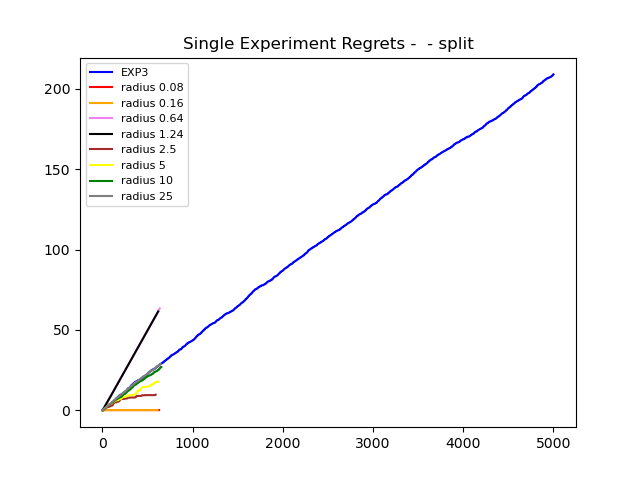 Single Experiment Regrets -  - split
EXP3
radius 0.08
radius 0.16
radius 0.64
radius 1.24
radius 2.5
radius 5
radius 10
radius 25
200
150
100
50
0
0 1000 2000 3000 4000 5000